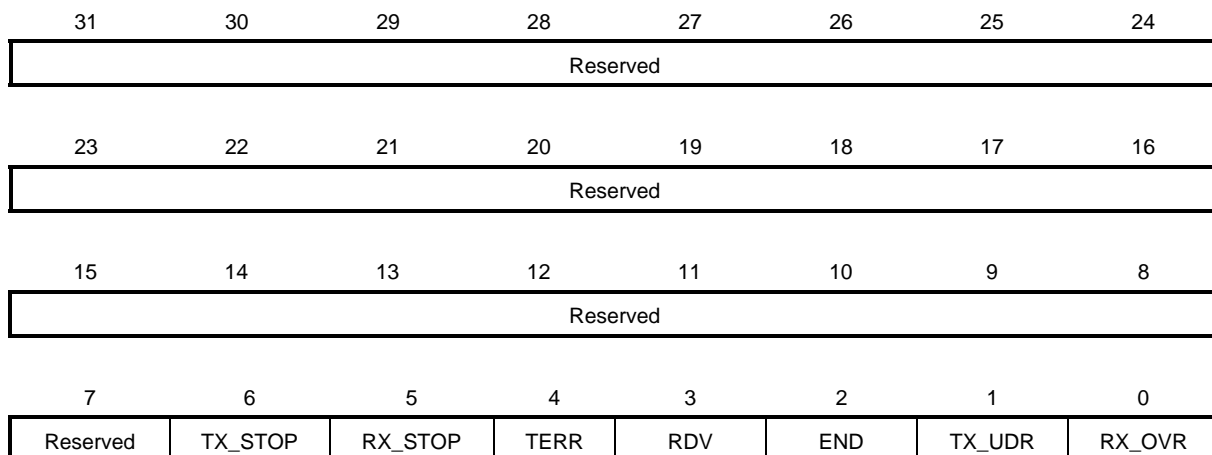 31 30 29 28 27 26 25 24
Reserved
23 22 21 20 19 18 17 16
Reserved
15 14 13 12 11 10 9 8
Reserved
7 6 5 4 3 2 1 0
Reserved TX_STOP RX_STOP TERR RDV END TX_UDR RX_OVR